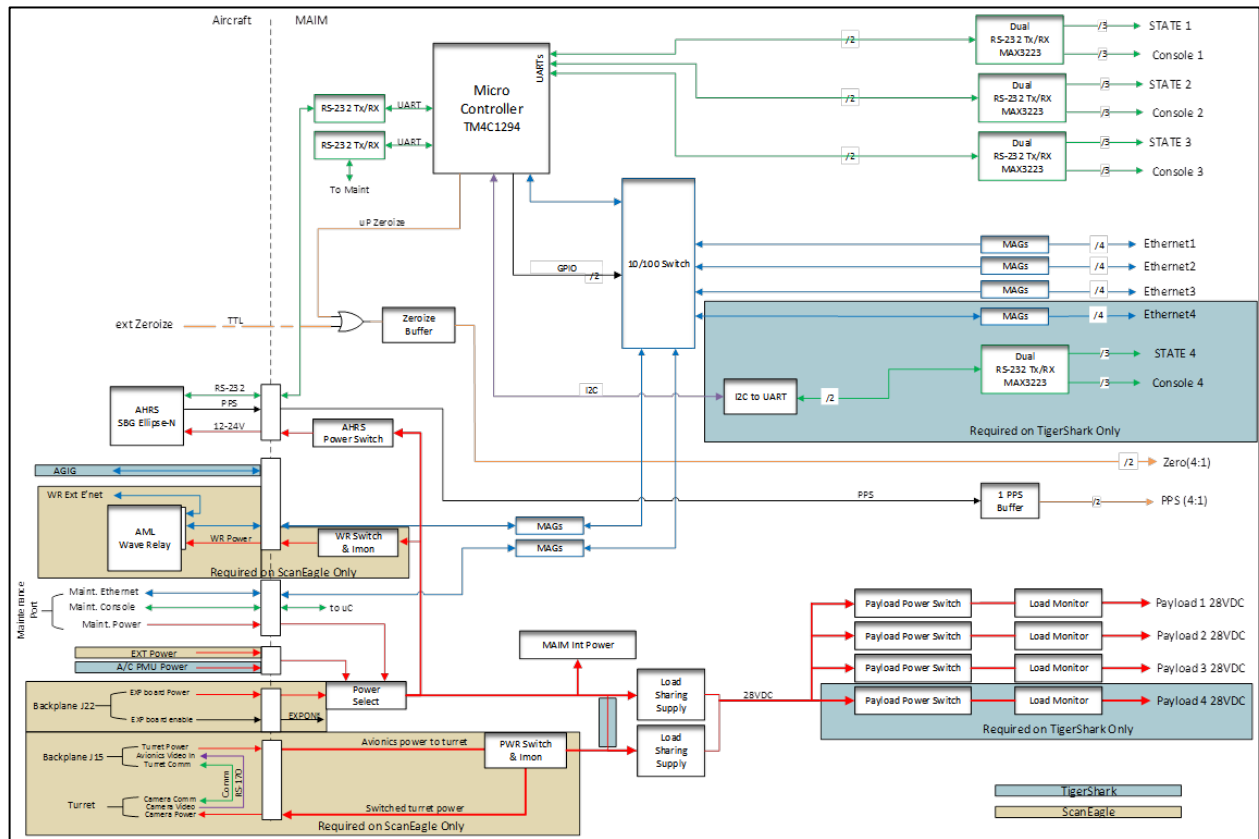 Aircraft
MAIM
Micro
Controller
TM4C1294
UARTs
RS-232 Tx/RX
UART
RS-232 Tx/RX
UART
To Maint
/2
/2
/2
Dual
RS-232 Tx/RX
MAX3223
/3
STATE 1
/3
Console 1
Dual
RS-232 Tx/RX
MAX3223
/3
STATE 2
/3
Console 2
Dual
RS-232 Tx/RX
MAX3223
/3
STATE 3
/3
Console 3
uP Zeroize
GPIO
/2
10/100 Switch
MAGs
/4
Ethernet1
MAGs
/4
Ethernet2
MAGs
/4
Ethernet3
MAGs
/4
Ethernet4
ext Zeroize
TTL
Zeroize
Buffer
I2C
I2C to UART
/2
Dual
RS-232 Tx/RX
MAX3223
/3
STATE 4
/3
Console 4
Required on TigerShark Only
AHRS
SBG Ellipse-N
RS-232
PPS
12-24V
AHRS
Power Switch
/2
Zero(4:1)
PPS
1 PPS
Buffer
/2
PPS (4:1)
AGIG
WR Ext E'net
AML
Wave Relay
WR Power
WR Switch
& Imon
Required on ScanEagle Only
MAGs
MAGs
Maintenance
Port
Maint. Ethernet
Maint. Console
Maint. Power
to uC
EXT Power
A/C PMU Power
Backplane J22
EXP board Power
EXP board enable
EXPONE
Power
Select
MAIM Int Power
Load
Sharing
Supply
Load
Sharing
Supply
28VDC
Payload Power Switch
Load Monitor
Payload 1 28VDC
Payload Power Switch
Load Monitor
Payload 2 28VDC
Payload Power Switch
Load Monitor
Payload 3 28VDC
Payload Power Switch
Load Monitor
Payload 4 28VDC
Required on TigerShark Only
Backplane J15
Turret Power
Avionics Video In
Turret Comm
Comm
RS-170
Turret
Camera Comm
Camera Video
Camera Power
Avionics power to turret
PWR Switch
& Imon
Switched turret power
Required on ScanEagle Only
TigerShark
ScanEagle